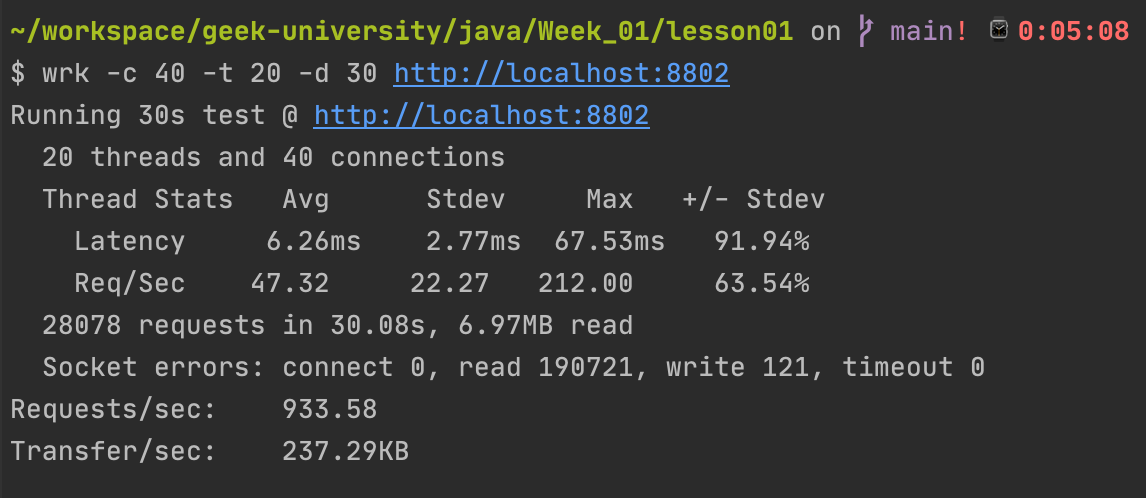 ~/workspace/geek-university/java/Week_01/lesson01 on main! 0:05:08
$ wrk -c 40 -t 20 -d 30 http://localhost:8802
Running 30s test @ http://localhost:8802
  20 threads and 40 connections
  Thread Stats   Avg      Stdev     Max   +/- Stdev
    Latency     6.26ms    2.77ms  67.53ms   91.94%
    Req/Sec    47.32     22.27   212.00     63.54%
  28078 requests in 30.08s, 6.97MB read
  Socket errors: connect 0, read 190721, write 121, timeout 0
Requests/sec:    933.58
Transfer/sec:    237.29KB